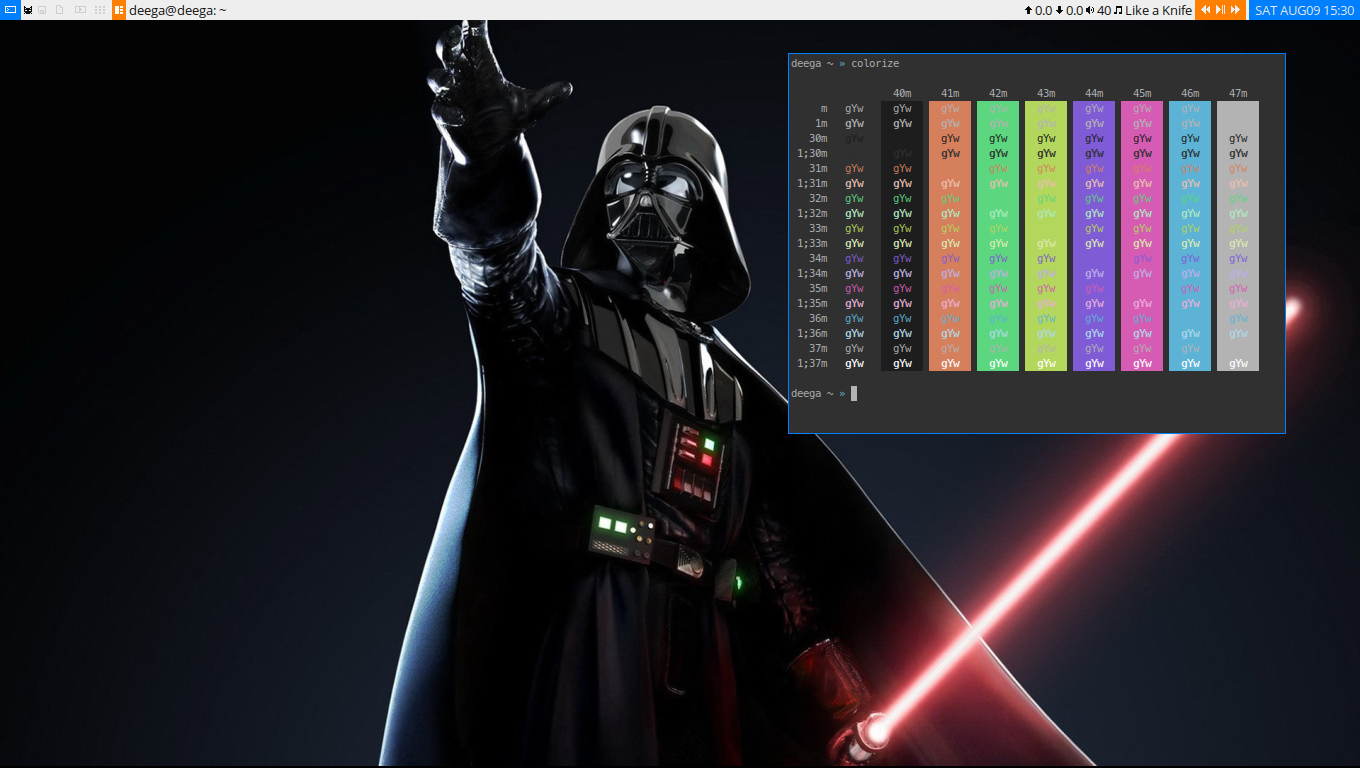 deega@deega: ~
0.0 0.0 40 Like a Knife
SAT AUG09 15:30
deega ~ » colorize
40m 41m 42m 43m 44m 45m 46m 47m
m gYw gYw gYw gYw gYw gYw gYw gYw
1m gYw gYw gYw gYw gYw gYw gYw gYw
30m gYw gYw gYw gYw gYw gYw gYw gYw
1;30m gYw gYw gYw gYw gYw gYw gYw gYw
31m gYw gYw gYw gYw gYw gYw gYw gYw
1;31m gYw gYw gYw gYw gYw gYw gYw gYw gYw
32m gYw gYw gYw gYw gYw gYw gYw gYw
1;32m gYw gYw gYw gYw gYw gYw gYw gYw gYw
33m gYw gYw gYw gYw gYw gYw gYw gYw
1;33m gYw gYw gYw gYw gYw gYw gYw gYw gYw
34m gYw gYw gYw gYw gYw gYw gYw gYw
1;34m gYw gYw gYw gYw gYw gYw gYw gYw gYw
35m gYw gYw gYw gYw gYw gYw gYw gYw
1;35m gYw gYw gYw gYw gYw gYw gYw gYw gYw
36m gYw gYw gYw gYw gYw gYw gYw gYw
1;36m gYw gYw gYw gYw gYw gYw gYw gYw gYw
37m gYw gYw gYw gYw gYw gYw gYw gYw
1;37m gYw gYw gYw gYw gYw gYw gYw gYw gYw
deega ~ »